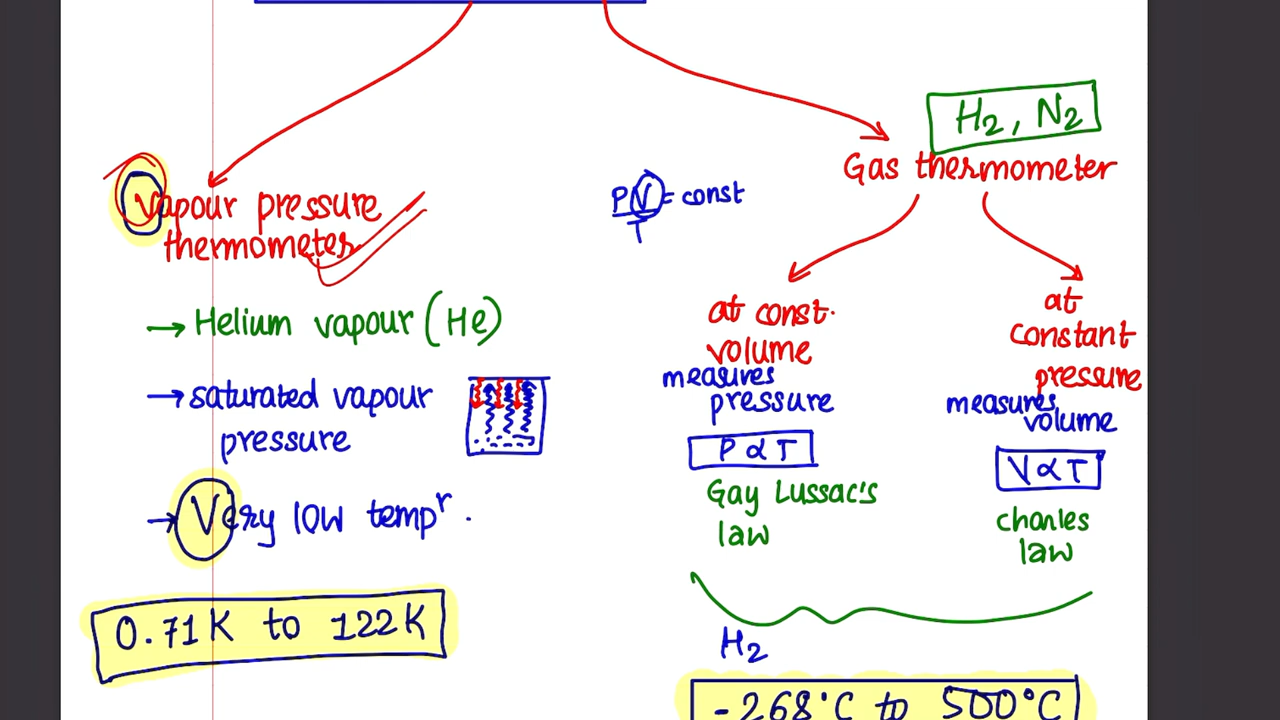 H₂, N₂
Gas thermometer
Vapour pressure
thermometer
PV = const
T
→ Helium vapour (He)
→ saturated vapour
pressure
→ Very low tempʳ.
0.71K to 122K
at const.
volume
measures
pressure
P ∝ T
Gay Lussac's
law
at
constant
pressure
measures
volume
V ∝ T
charles
law
H₂
-268°C to 500°C